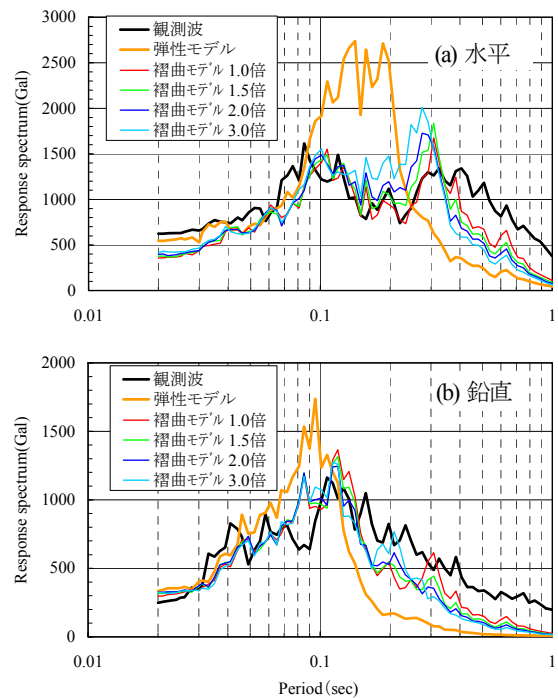 (a) 水平
観測波
弾性モデル
褶曲モデル 1.0倍
褶曲モデル 1.5倍
褶曲モデル 2.0倍
褶曲モデル 3.0倍
Response spectrum(Gal)
3000
2500
2000
1500
1000
500
0
0.01
0.1
1
(b) 鉛直
観測波
弾性モデル
褶曲モデル 1.0倍
褶曲モデル 1.5倍
褶曲モデル 2.0倍
褶曲モデル 3.0倍
Response spectrum(Gal)
2000
1500
1000
500
0
0.01
0.1
1
Period(sec)